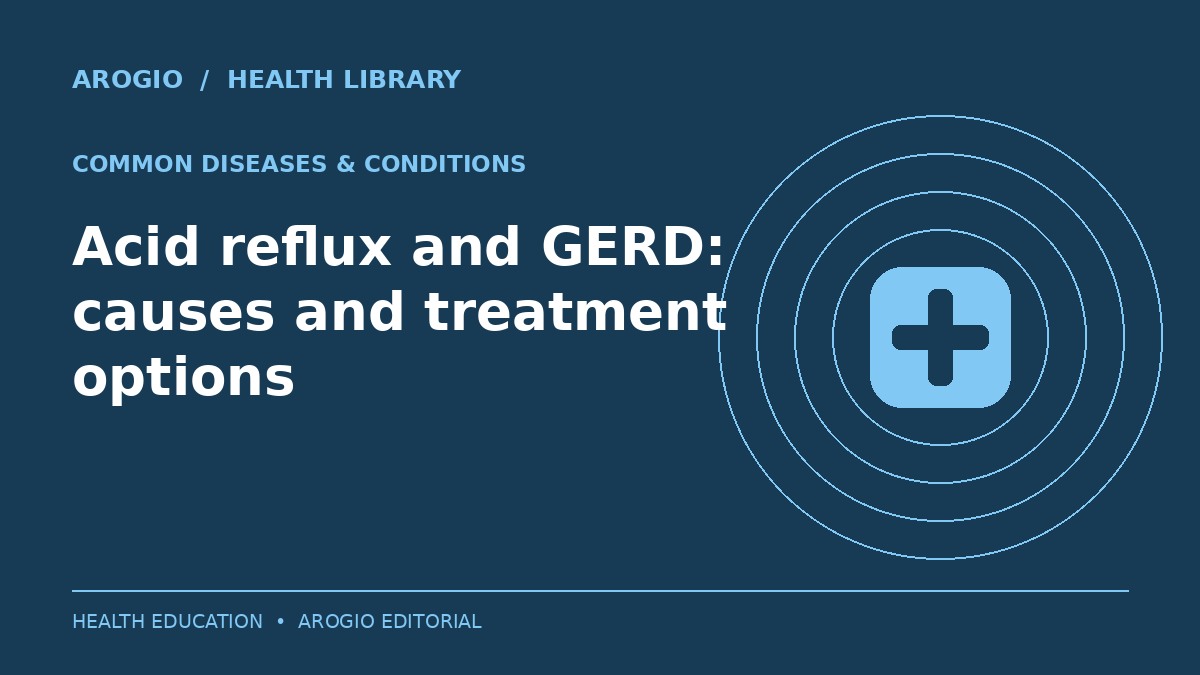 AROGIO / HEALTH LIBRARY
COMMON DISEASES & CONDITIONS
Acid reflux and GERD:
causes and treatment
options
HEALTH EDUCATION • AROGIO EDITORIAL